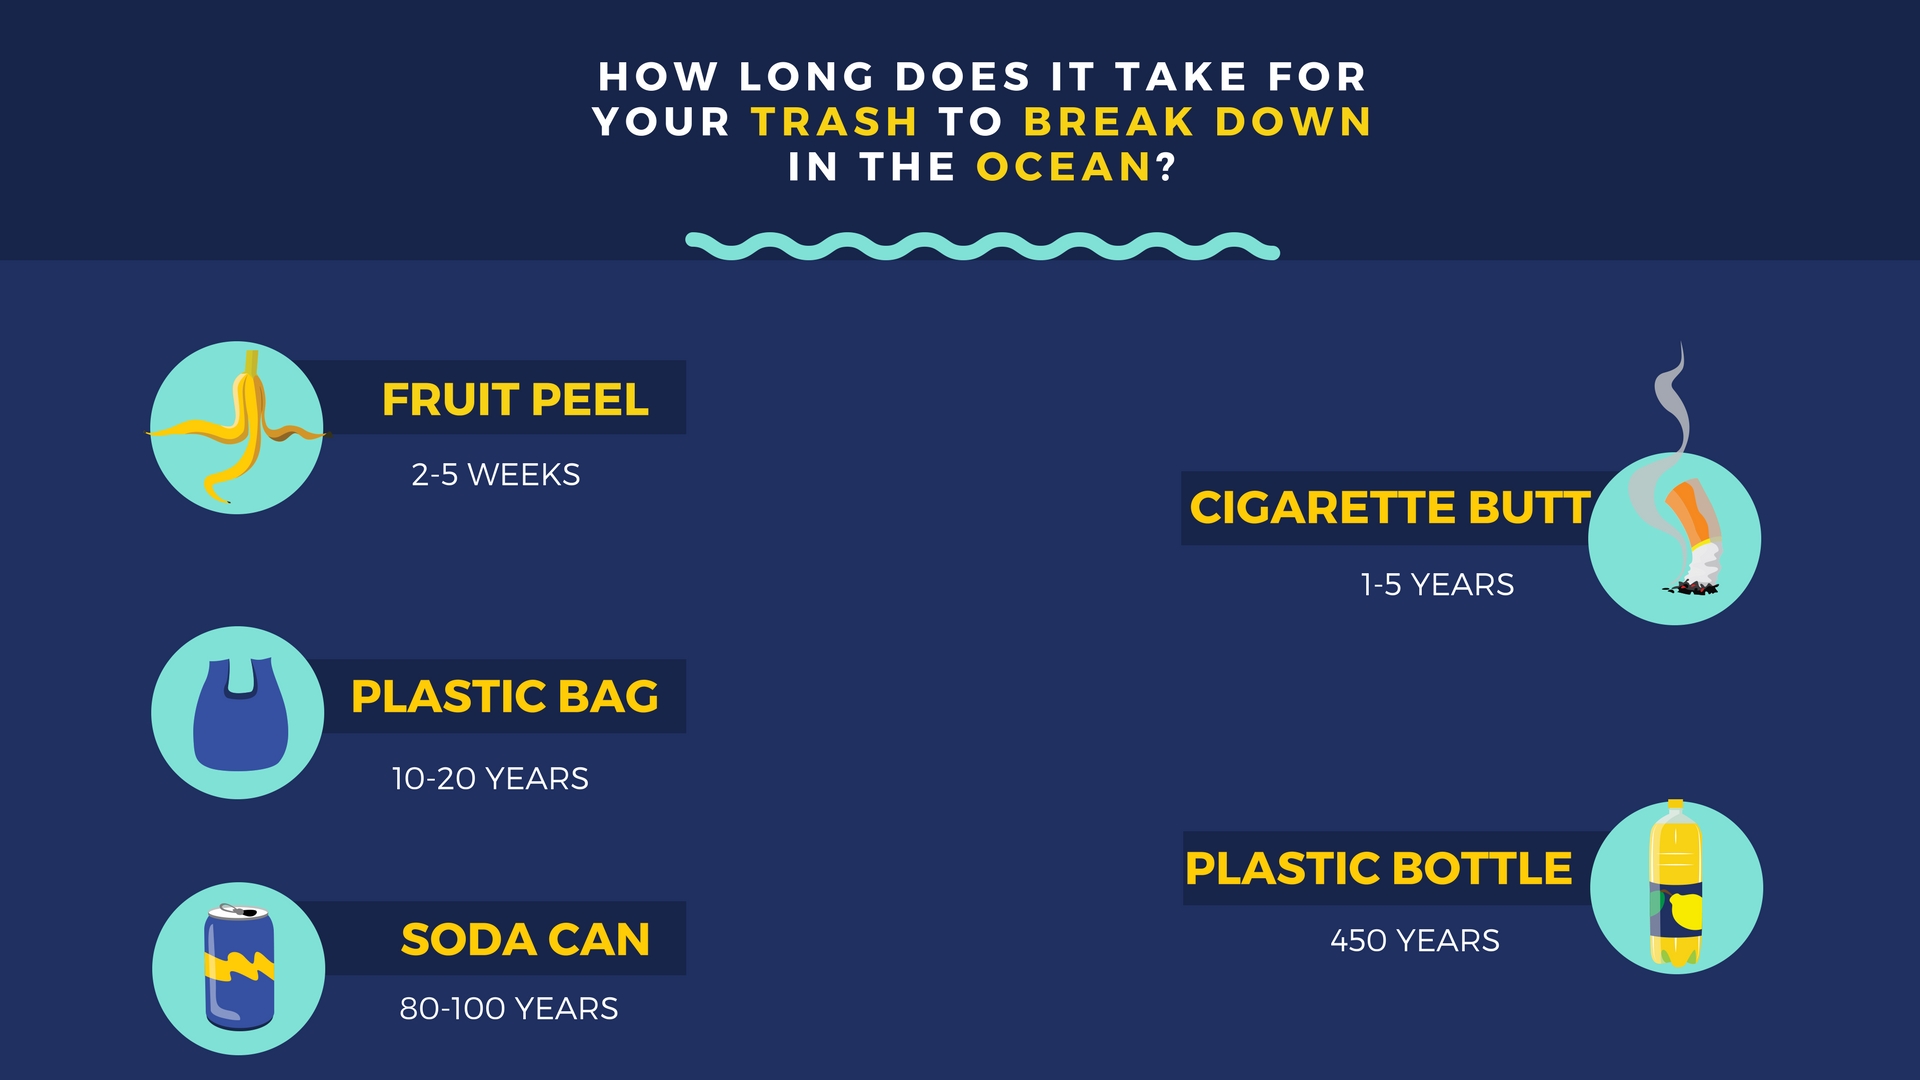 HOW LONG DOES IT TAKE FOR
YOUR TRASH TO BREAK DOWN
IN THE OCEAN?
FRUIT PEEL
2-5 WEEKS
CIGARETTE BUTT
1-5 YEARS
PLASTIC BAG
10-20 YEARS
PLASTIC BOTTLE
450 YEARS
SODA CAN
80-100 YEARS